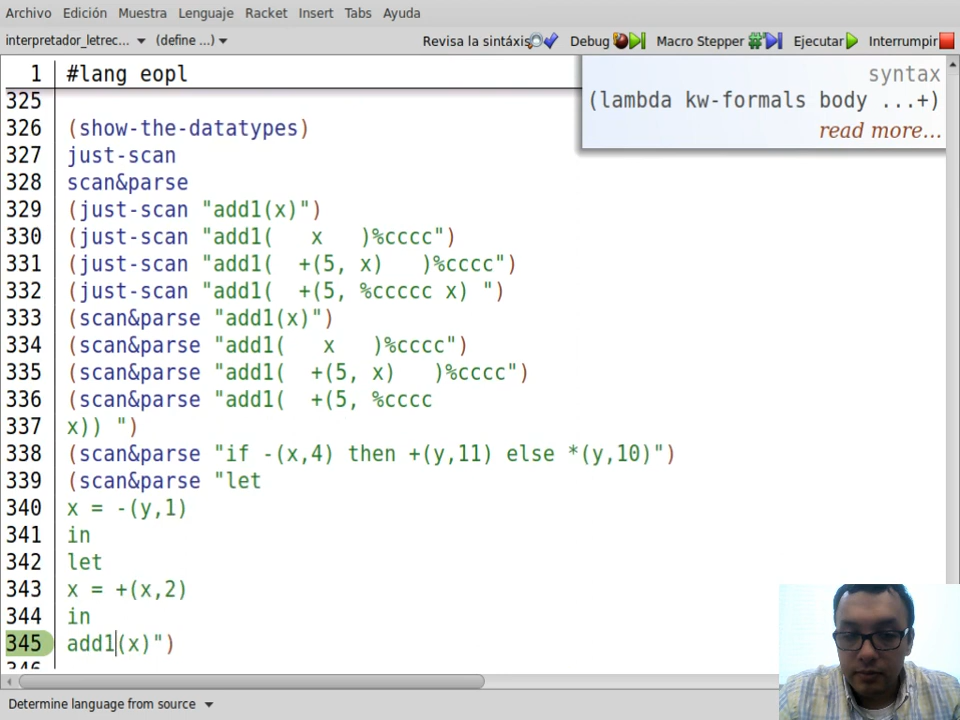 Archivo Edición Muestra Lenguaje Racket Insert Tabs Ayuda
interpretador_letrec... (define ...) Revisa la sintáxis Debug Macro Stepper Ejecutar Interrumpir
1 #lang eopl
syntax
(lambda kw-formals body ...+)
read more...
325
326 (show-the-datatypes)
327 just-scan
328 scan&parse
329 (just-scan "add1(x)")
330 (just-scan "add1(   x   )%cccc")
331 (just-scan "add1(  +(5, x)   )%cccc")
332 (just-scan "add1(  +(5, %ccccc x) ")
333 (scan&parse "add1(x)")
334 (scan&parse "add1(   x   )%cccc")
335 (scan&parse "add1(  +(5, x)   )%cccc")
336 (scan&parse "add1(  +(5, %cccc
337 x)) ")
338 (scan&parse "if -(x,4) then +(y,11) else *(y,10)")
339 (scan&parse "let
340 x = -(y,1)
341 in
342 let
343 x = +(x,2)
344 in
345 add1(x)")
346
Determine language from source